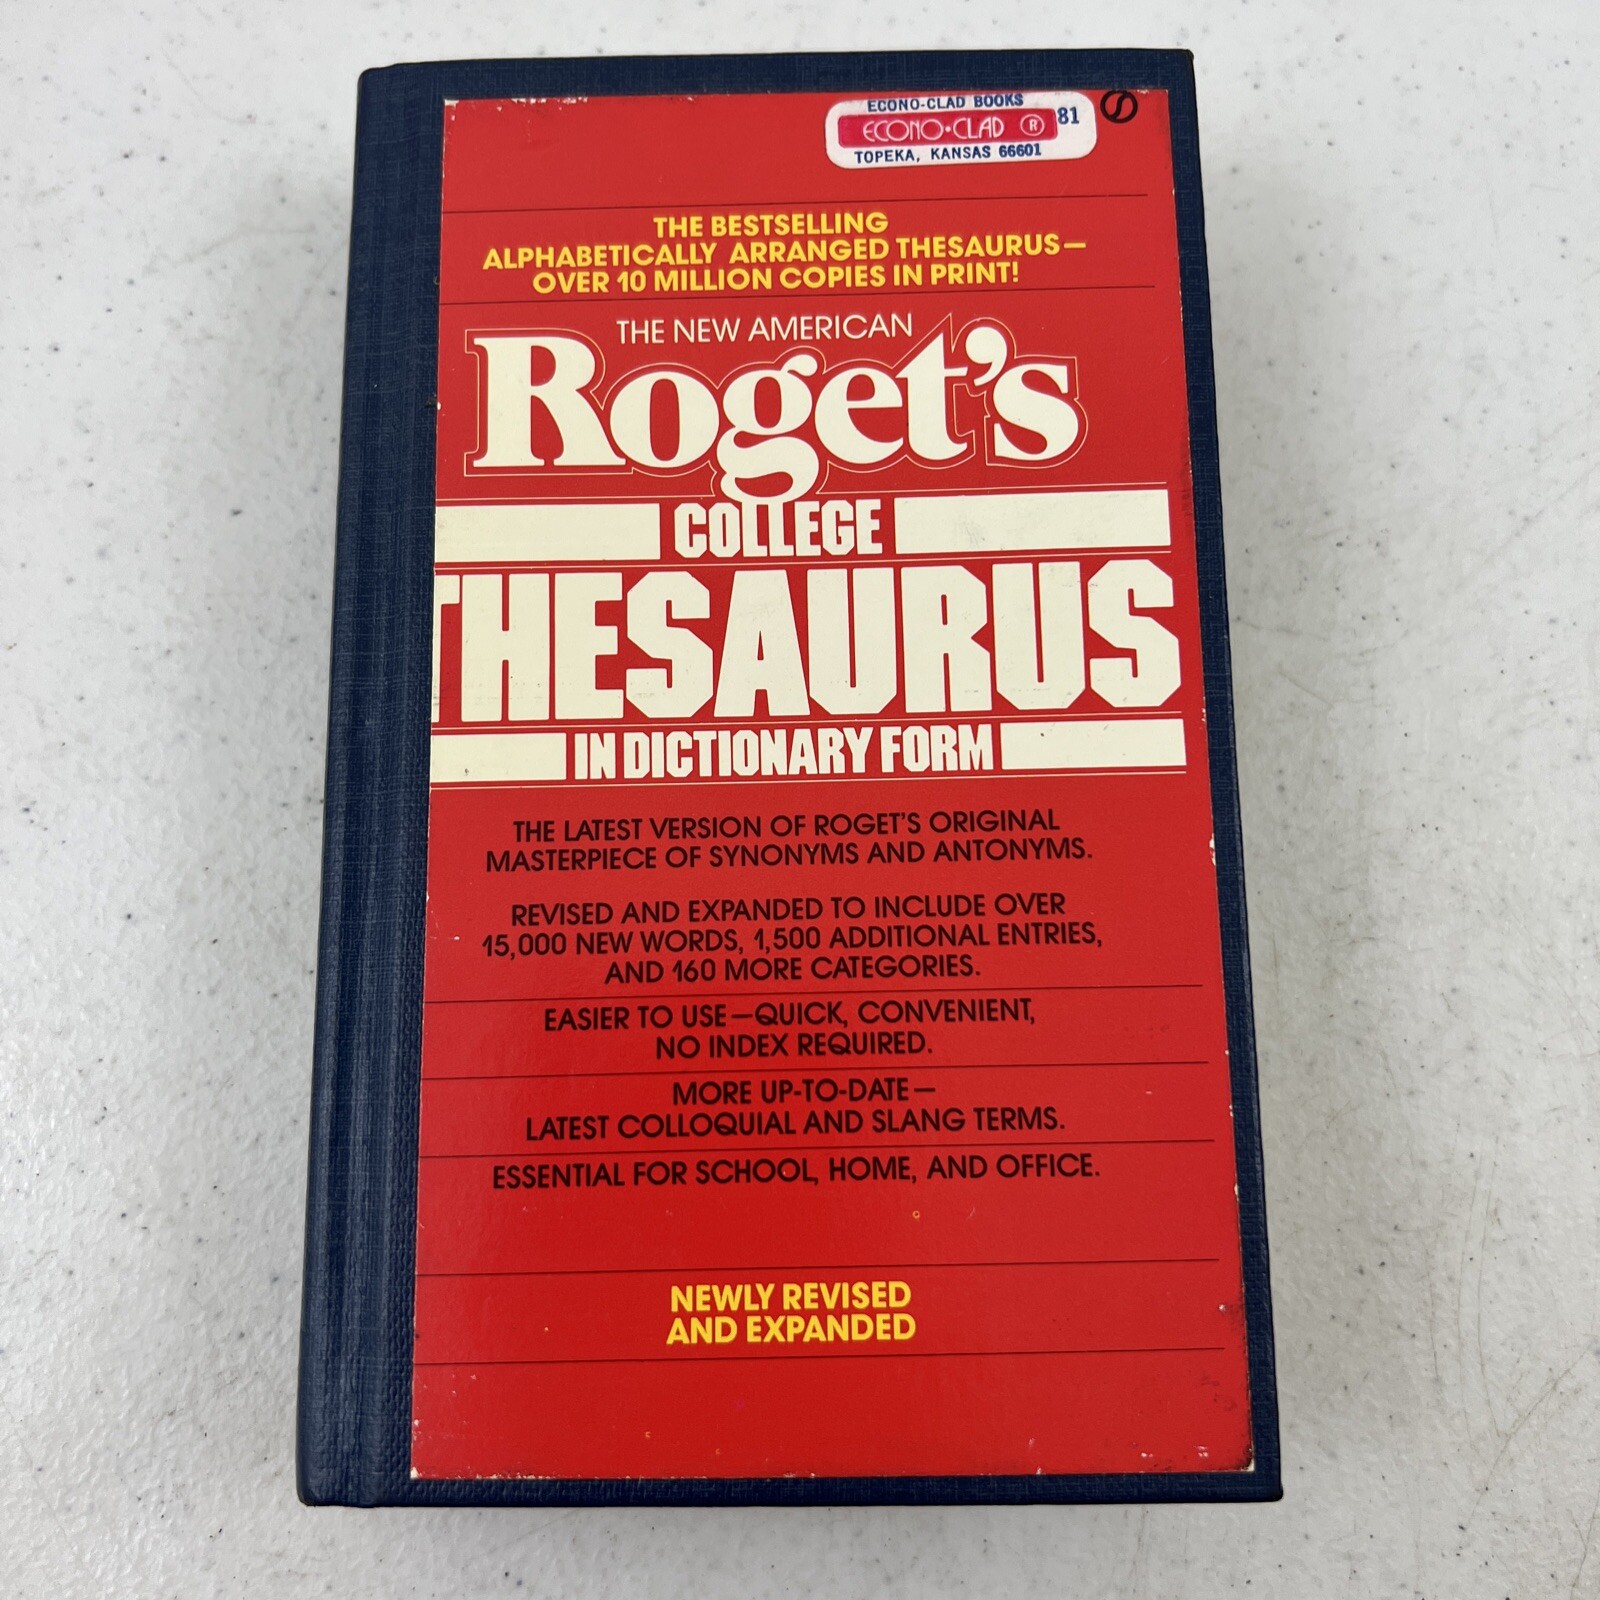 ECONO-CLAD BOOKS
ECONO•CLAD ® 81
TOPEKA, KANSAS 66601
THE BESTSELLING
ALPHABETICALLY ARRANGED THESAURUS—
OVER 10 MILLION COPIES IN PRINT!
THE NEW AMERICAN
Roget's
COLLEGE
THESAURUS
IN DICTIONARY FORM
THE LATEST VERSION OF ROGET'S ORIGINAL
MASTERPIECE OF SYNONYMS AND ANTONYMS.
REVISED AND EXPANDED TO INCLUDE OVER
15,000 NEW WORDS, 1,500 ADDITIONAL ENTRIES,
AND 160 MORE CATEGORIES.
EASIER TO USE—QUICK, CONVENIENT,
NO INDEX REQUIRED.
MORE UP-TO-DATE—
LATEST COLLOQUIAL AND SLANG TERMS.
ESSENTIAL FOR SCHOOL, HOME, AND OFFICE.
NEWLY REVISED
AND EXPANDED